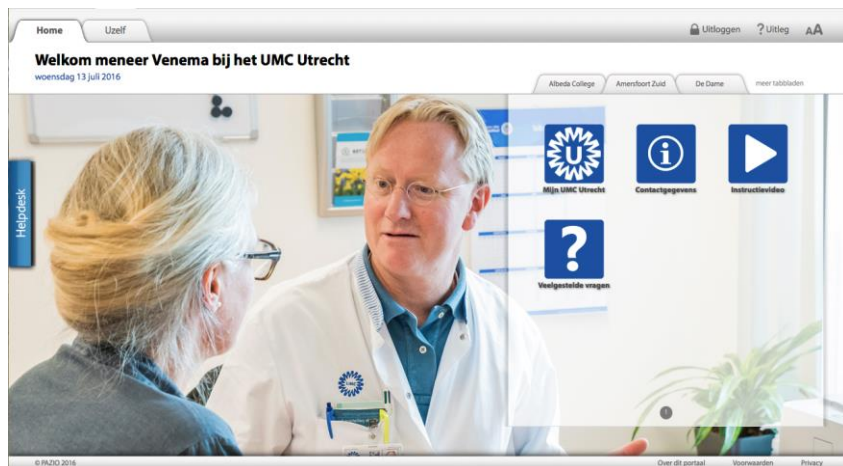 Home
Uzelf
Uitloggen
? Uitleg
AA
Welkom meneer Venema bij het UMC Utrecht
woensdag 13 juli 2016
Albeda College
Amersfoort Zuid
De Dame
meer tabbladen
Helpdesk
U
Mijn UMC Utrecht
i
Contactgegevens
Instructievideo
?
Veelgestelde vragen
UMC
1
© PAZIO 2016
Over dit portaal
Voorwaarden
Privacy